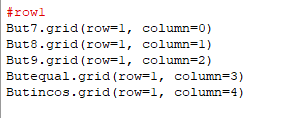 #row1
But7.grid(row=1, column=0)
But8.grid(row=1, column=1)
But9.grid(row=1, column=2)
Butequal.grid(row=1, column=3)
Butincos.grid(row=1, column=4)